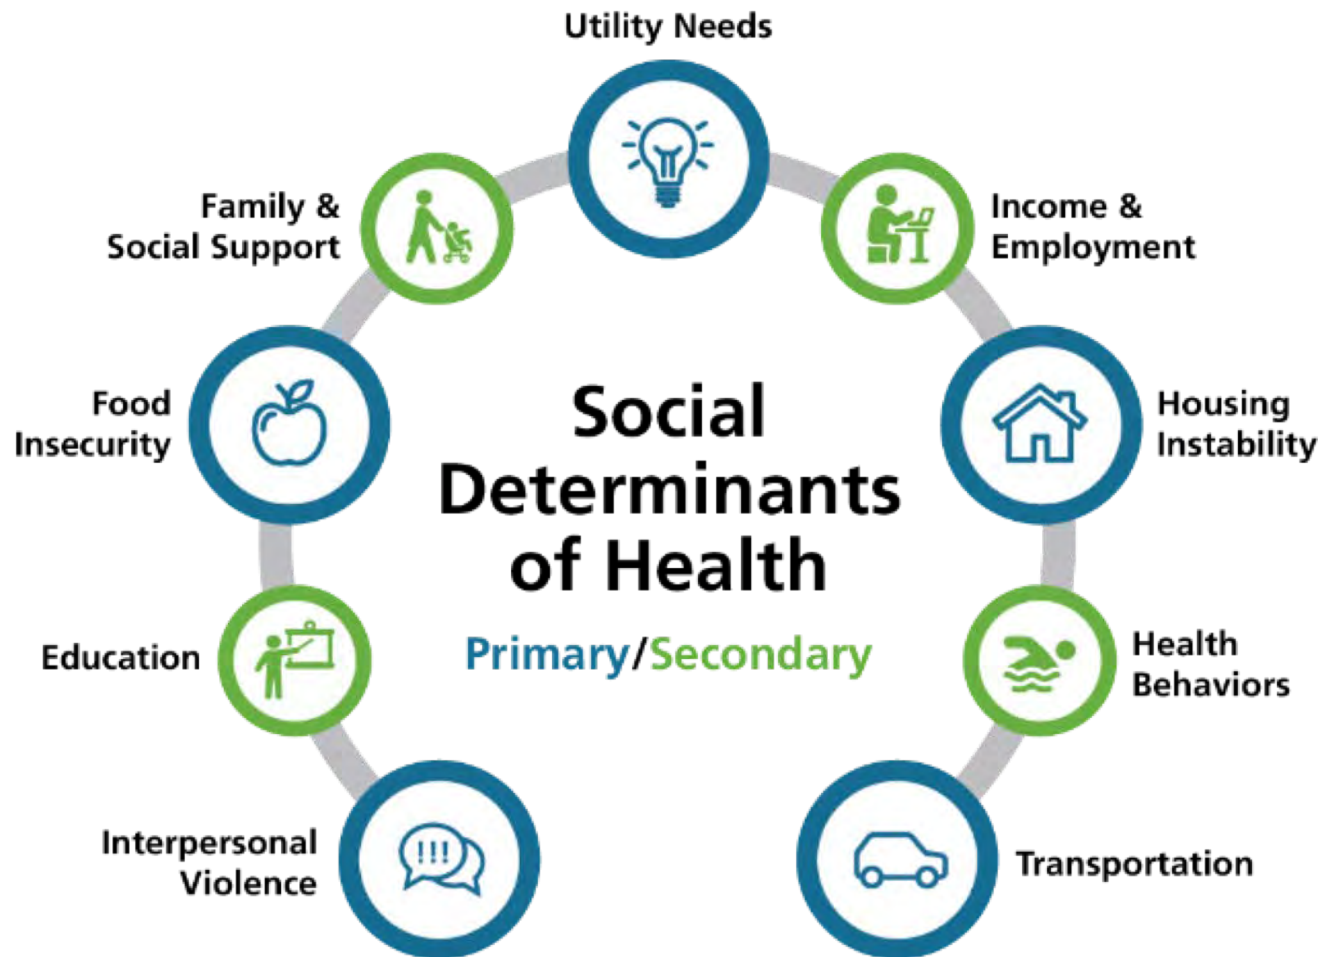 Utility Needs
Family &
Social Support
Income &
Employment
Food
Insecurity
Housing
Instability
Social
Determinants
of Health
Primary/Secondary
Education
Health
Behaviors
Interpersonal
Violence
!!!
Transportation